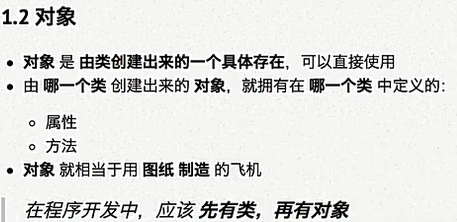 1.2 对象
对象 是 由类创建出来的一个具体存在，可以直接使用
由 哪一个类 创建出来的 对象，就拥有在 哪一个类 中定义的：
属性
方法
对象 就相当于用 图纸 制造 的飞机
在程序开发中，应该 先有类，再有对象